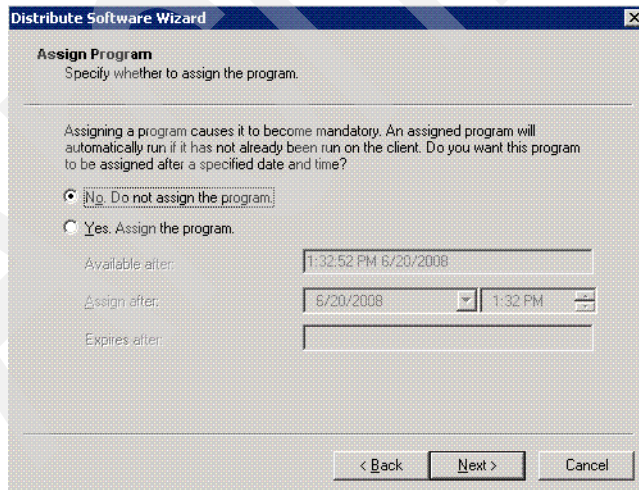 Distribute Software Wizard
Assign Program
Specify whether to assign the program.
Assigning a program causes it to become mandatory. An assigned program will
automatically run if it has not already been run on the client. Do you want this program
to be assigned after a specified date and time?
No. Do not assign the program.
Yes. Assign the program.
Available after: 1:32:52 PM 6/20/2008
Assign after: 6/20/2008 1:32 PM
Expires after:
< Back Next > Cancel